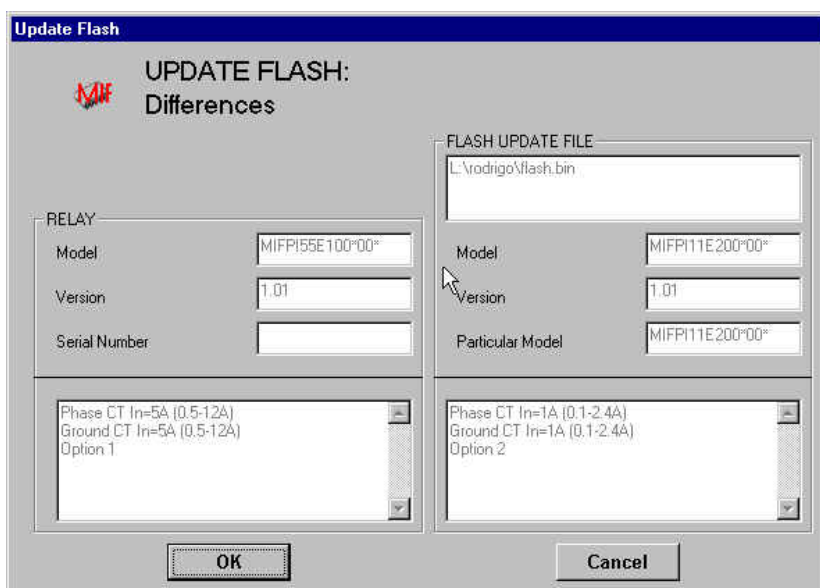 Update Flash
MIF
UPDATE FLASH:
Differences
FLASH UPDATE FILE
L:\rodrigo\flash.bin
RELAY
Model
MIFPI55E100*00*
Version
1.01
Serial Number
Model
MIFPI11E200*00*
Version
1.01
Particular Model
MIFPI11E200*00*
Phase CT In=5A (0.5-12A)
Ground CT In=5A (0.5-12A)
Option 1
Phase CT In=1A (0.1-2.4A)
Ground CT In=1A (0.1-2.4A)
Option 2
OK
Cancel